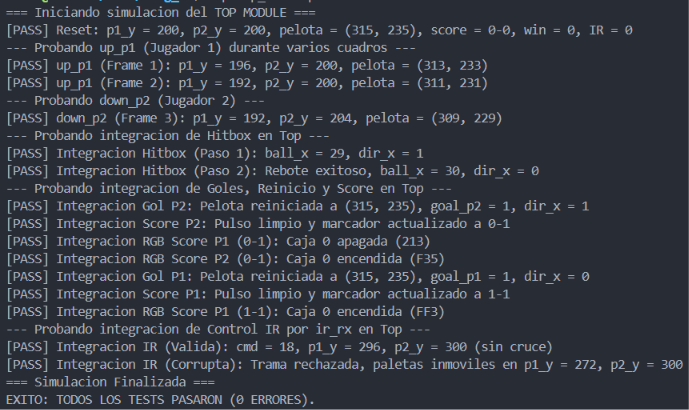 === Iniciando simulacion del TOP MODULE ===
[PASS] Reset: p1_y = 200, p2_y = 200, pelota = (315, 235), score = 0-0, win = 0, IR = 0
--- Probando up_p1 (Jugador 1) durante varios cuadros ---
[PASS] up_p1 (Frame 1): p1_y = 196, p2_y = 200, pelota = (313, 233)
[PASS] up_p1 (Frame 2): p1_y = 192, p2_y = 200, pelota = (311, 231)
--- Probando down_p2 (Jugador 2) ---
[PASS] down_p2 (Frame 3): p1_y = 192, p2_y = 204, pelota = (309, 229)
--- Probando integracion de Hitbox en Top ---
[PASS] Integracion Hitbox (Paso 1): ball_x = 29, dir_x = 1
[PASS] Integracion Hitbox (Paso 2): Rebote exitoso, ball_x = 30, dir_x = 0
--- Probando integracion de Goles, Reinicio y Score en Top ---
[PASS] Integracion Gol P2: Pelota reiniciada a (315, 235), goal_p2 = 1, dir_x = 1
[PASS] Integracion Score P2: Pulso limpio y marcador actualizado a 0-1
[PASS] Integracion RGB Score P1 (0-1): Caja 0 apagada (213)
[PASS] Integracion RGB Score P2 (0-1): Caja 0 encendida (F35)
[PASS] Integracion Gol P1: Pelota reiniciada a (315, 235), goal_p1 = 1, dir_x = 0
[PASS] Integracion Score P1: Pulso limpio y marcador actualizado a 1-1
[PASS] Integracion RGB Score P1 (1-1): Caja 0 encendida (FF3)
--- Probando integracion de Control IR por ir_rx en Top ---
[PASS] Integracion IR (Valida): cmd = 18, p1_y = 296, p2_y = 300 (sin cruce)
[PASS] Integracion IR (Corrupta): Trama rechazada, paletas inmoviles en p1_y = 272, p2_y = 300
=== Simulacion Finalizada ===
EXITO: TODOS LOS TESTS PASARON (0 ERRORES).